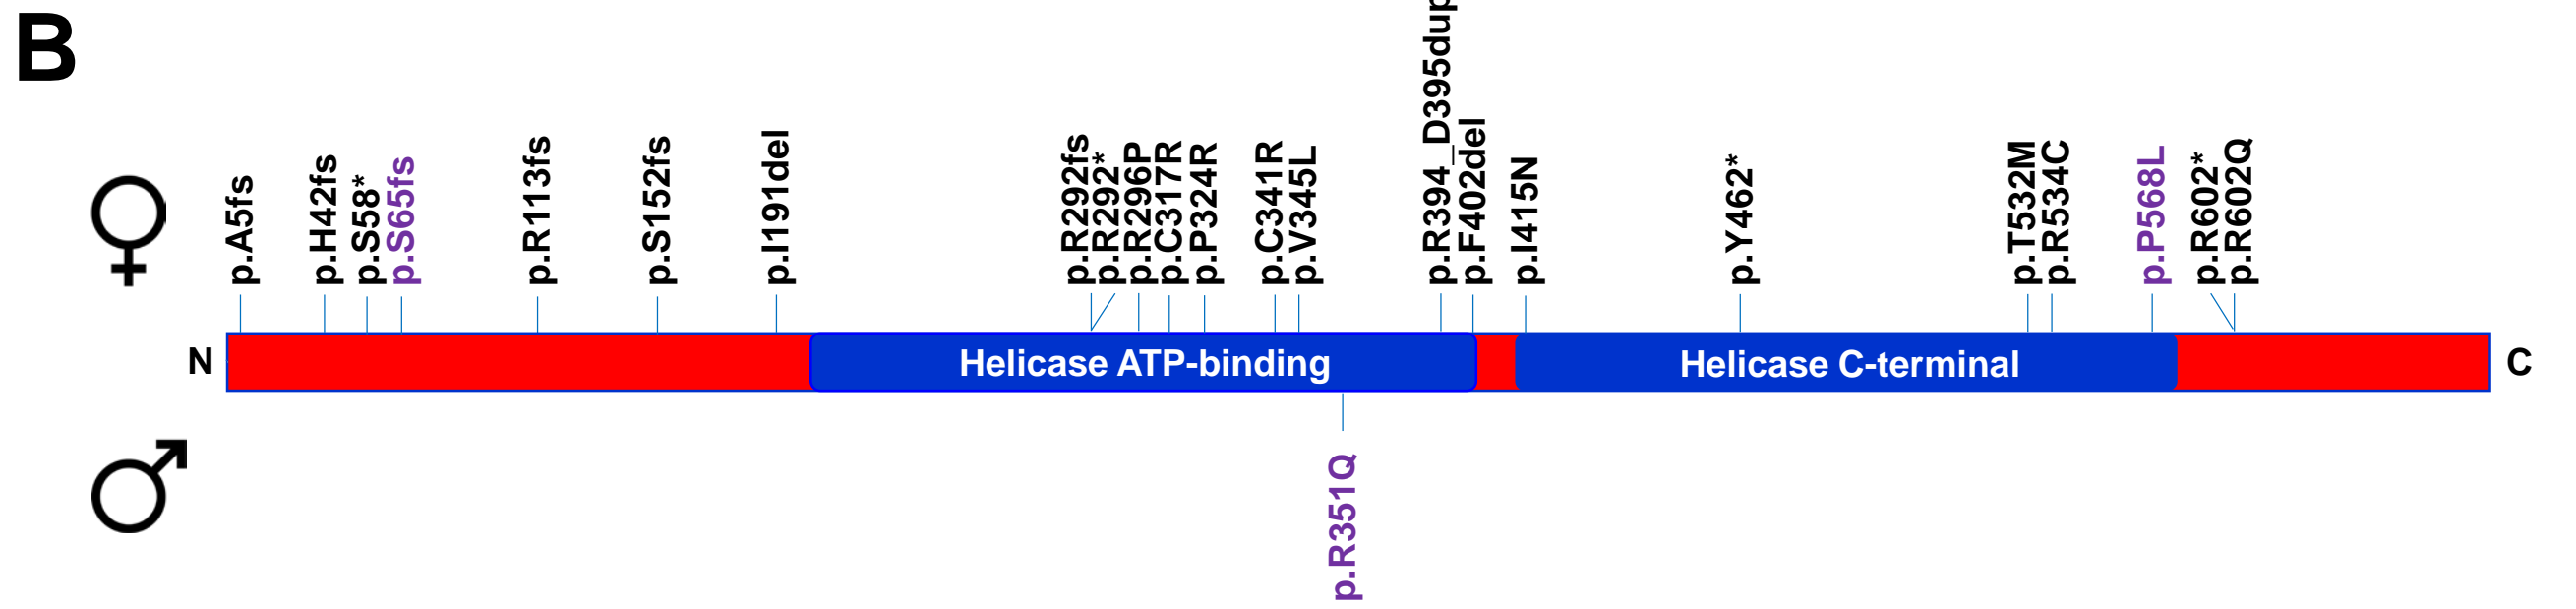 B
p.A5fs
p.H42fs
p.S58*
p.S65fs
p.R113fs
p.S152fs
p.I191del
p.R292fs
p.R292*
p.R296P
p.C317R
p.P324R
p.C341R
p.V345L
p.R394_D395dup
p.F402del
p.I415N
p.Y462*
p.T532M
p.R534C
p.P568L
p.R602*
p.R602Q
N
Helicase ATP-binding
Helicase C-terminal
C
p.R351Q